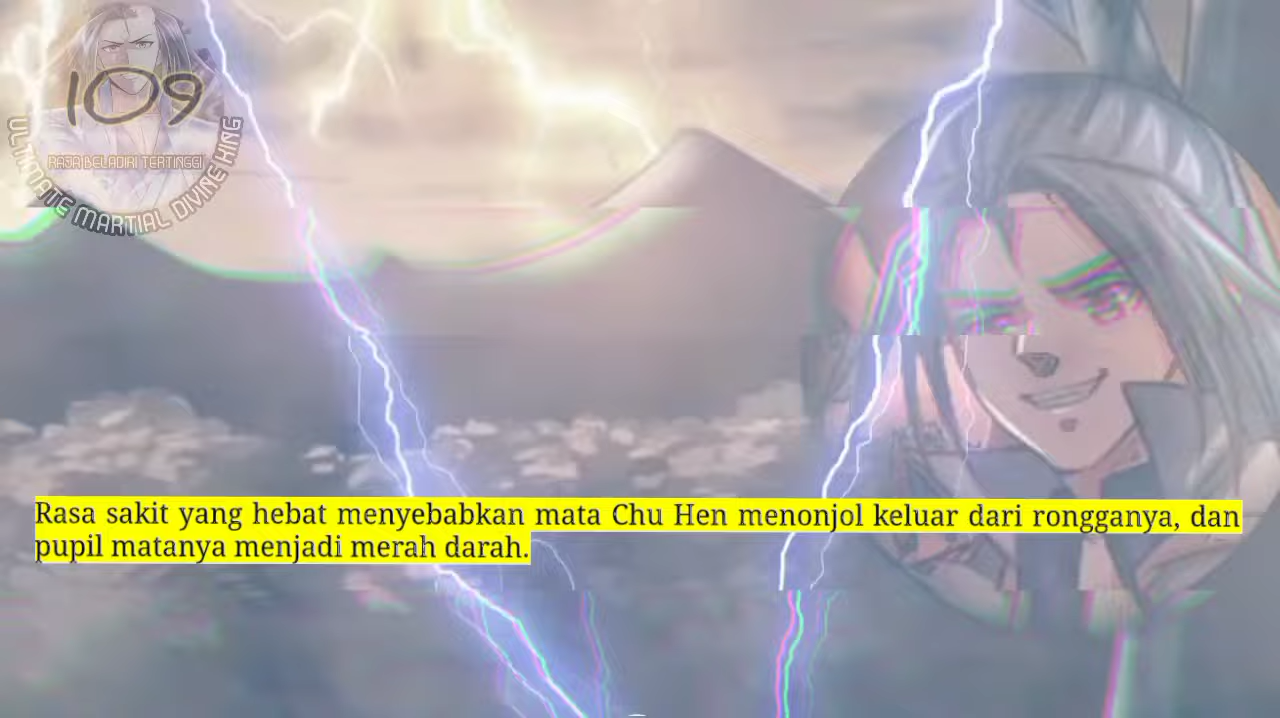 109
RAJA BELADIRI TERTINGGI
ULTIMATE MARTIAL DIVINE KING
Rasa sakit yang hebat menyebabkan mata Chu Hen menonjol keluar dari rongganya, dan
pupil matanya menjadi merah darah.